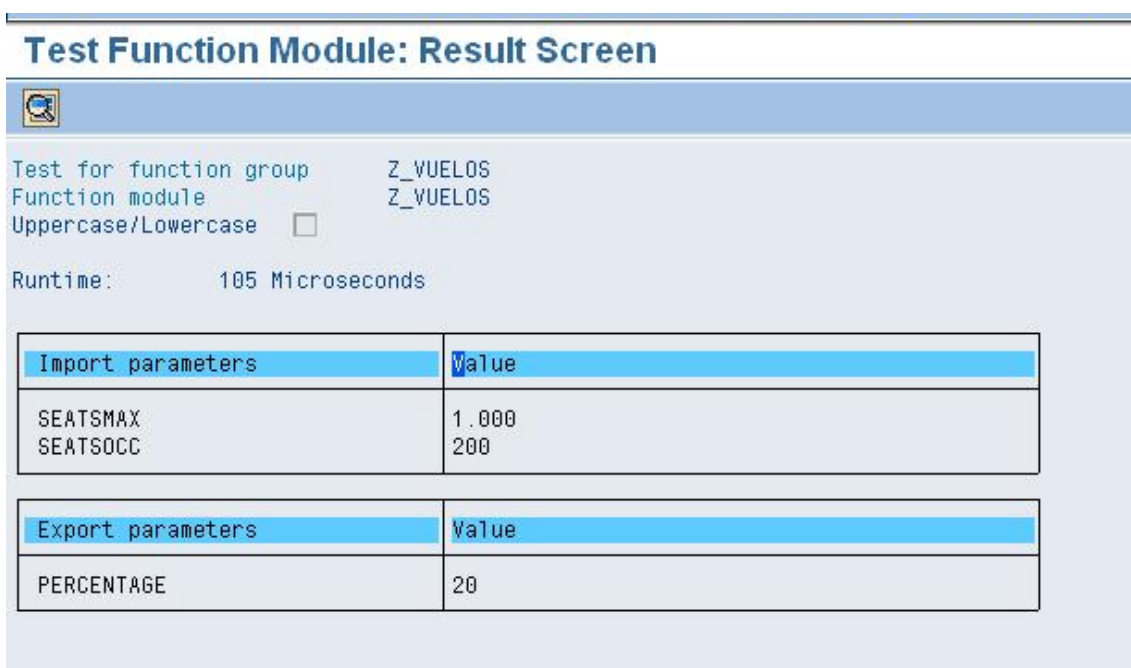 Test Function Module: Result Screen
Test for function group Z_VUELOS
Function module Z_VUELOS
Uppercase/Lowercase
Runtime: 105 Microseconds
Import parameters Value
SEATSMAX 1.000
SEATSOCC 200
Export parameters Value
PERCENTAGE 20